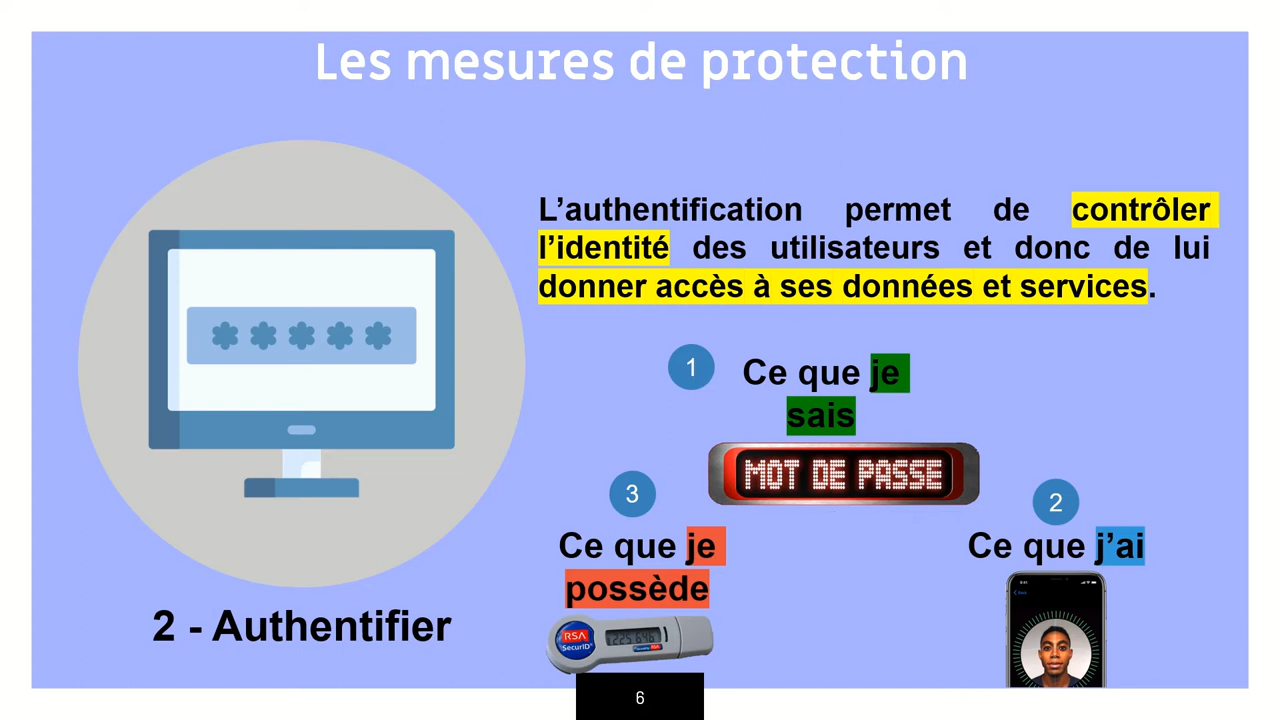 Les mesures de protection
L’authentification permet de contrôler
l’identité des utilisateurs et donc de lui
donner accès à ses données et services.
1
Ce que je
sais
MOT DE PASSE
3
Ce que je
possède
RSA
SecurID
2
Ce que j’ai
2 - Authentifier
6